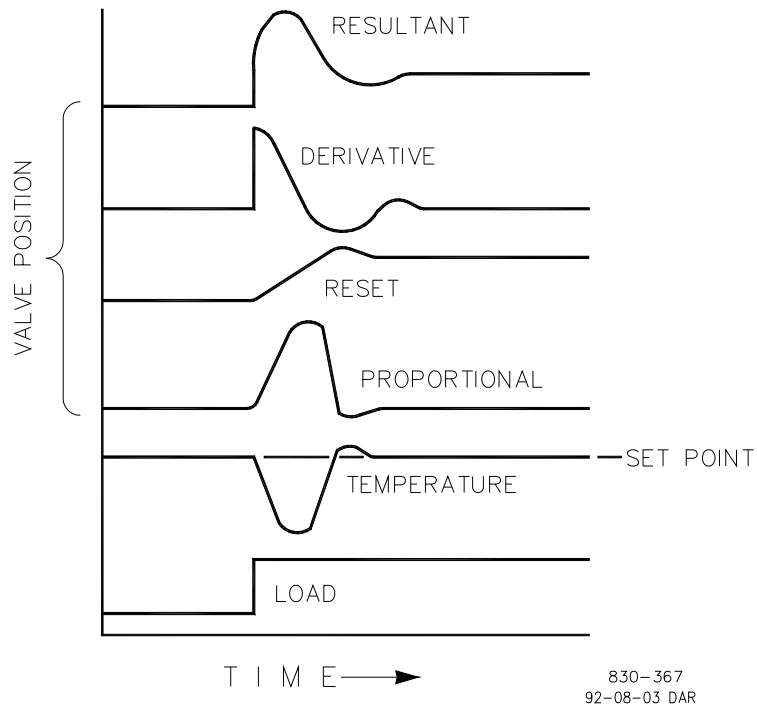 RESULTANT
DERIVATIVE
VALVE POSITION
RESET
PROPORTIONAL
SET POINT
TEMPERATURE
LOAD
TIME
830-367
92-08-03 DAR